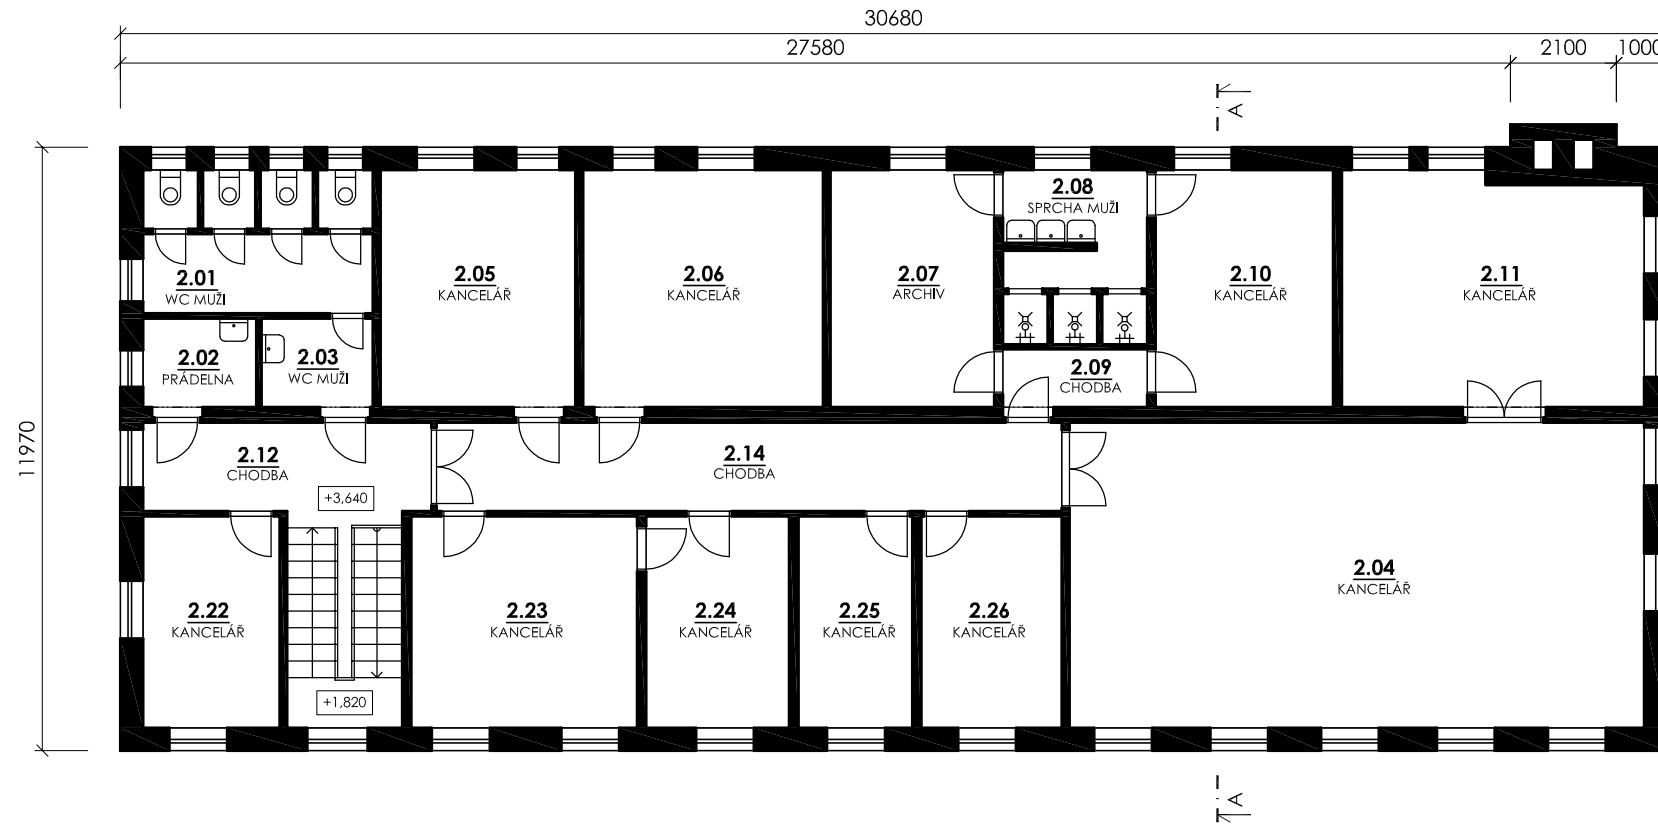 30680
27580
2100
1000
A
11970
2.01
WC MUŽI
2.02
PRÁDELNA
2.03
WC MUŽI
2.05
KANCELÁŘ
2.06
KANCELÁŘ
2.07
ARCHIV
2.08
SPRCHA MUŽI
2.09
CHODBA
2.10
KANCELÁŘ
2.11
KANCELÁŘ
2.12
CHODBA
2.14
CHODBA
+3,640
+1,820
2.22
KANCELÁŘ
2.23
KANCELÁŘ
2.24
KANCELÁŘ
2.25
KANCELÁŘ
2.26
KANCELÁŘ
2.04
KANCELÁŘ
A